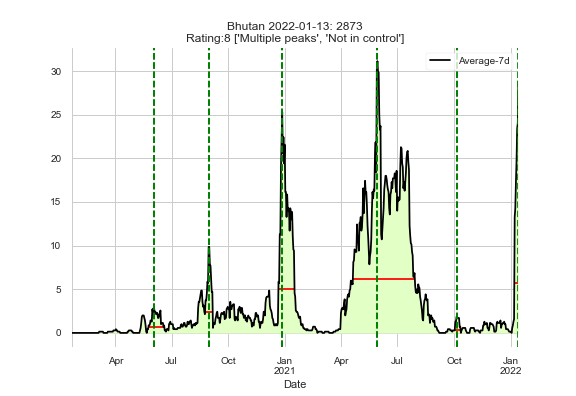 Bhutan 2022-01-13: 2873
Rating:8 ['Multiple peaks', 'Not in control']
Average-7d
30
25
20
15
10
5
0
Apr Jul Oct Jan Apr Jul Oct Jan
2021 2022
Date